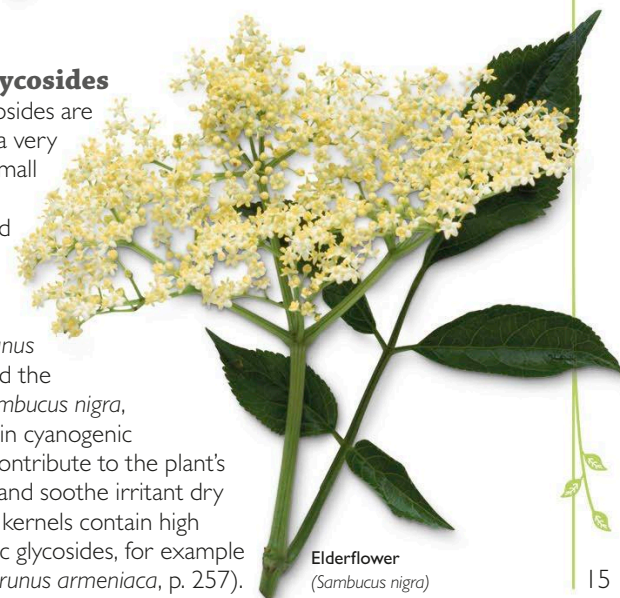 ycosides
osides are
a very
mall
d
nus
d the
mbucus nigra,
in cyanogenic
ontribute to the plant's
and soothe irritant dry
kernels contain high
c glycosides, for example
runus armeniaca, p. 257).
Elderflower
(Sambucus nigra)
15